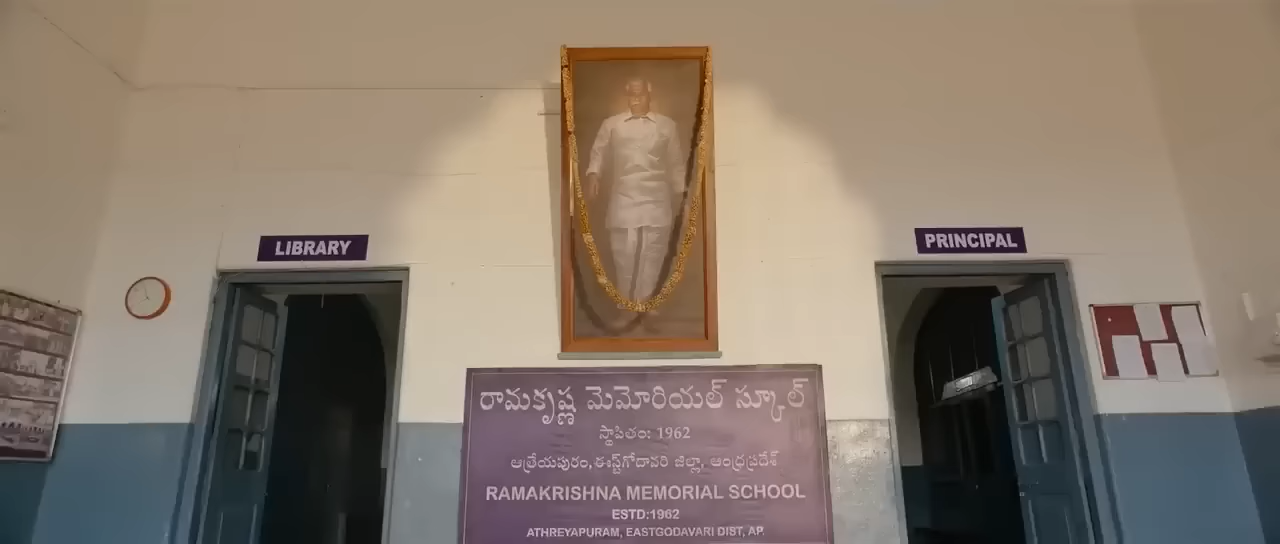 LIBRARY
PRINCIPAL
రామకృష్ణ మెమోరియల్ స్కూల్
స్థాపితం: 1962
ఆత్రేయపురం, ఈస్ట్‌గోదావరి జిల్లా, ఆంధ్రప్రదేశ్
RAMAKRISHNA MEMORIAL SCHOOL
ESTD:1962
ATHREYAPURAM, EASTGODAVARI DIST, AP.